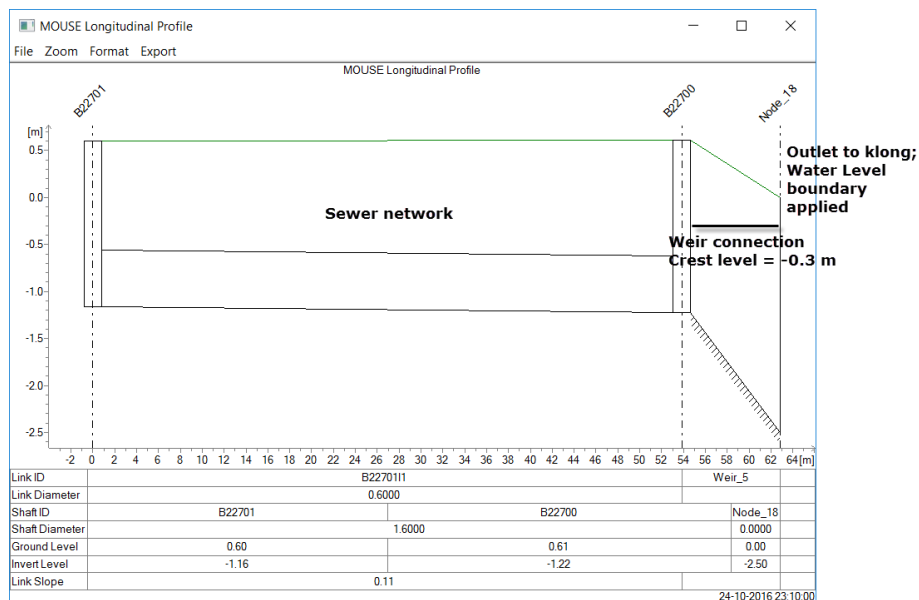 MOUSE Longitudinal Profile
File Zoom Format Export
MOUSE Longitudinal Profile
B22701
B22700
Node_18
[m]
0.5
0.0
-0.5
-1.0
-1.5
-2.0
-2.5
Outlet to klong;
Water Level
boundary
applied
Sewer network
Weir connection
Crest level = -0.3 m
-2 0 2 4 6 8 10 12 14 16 18 20 22 24 26 28 30 32 34 36 38 40 42 44 46 48 50 52 54 56 58 60 62 64 [m]
Link ID B22701l1 Weir_5
Link Diameter 0.6000
Shaft ID B22701 B22700 Node_18
Shaft Diameter 1.6000 0.0000
Ground Level 0.60 0.61 0.00
Invert Level -1.16 -1.22 -2.50
Link Slope 0.11
24-10-2016 23:10:00